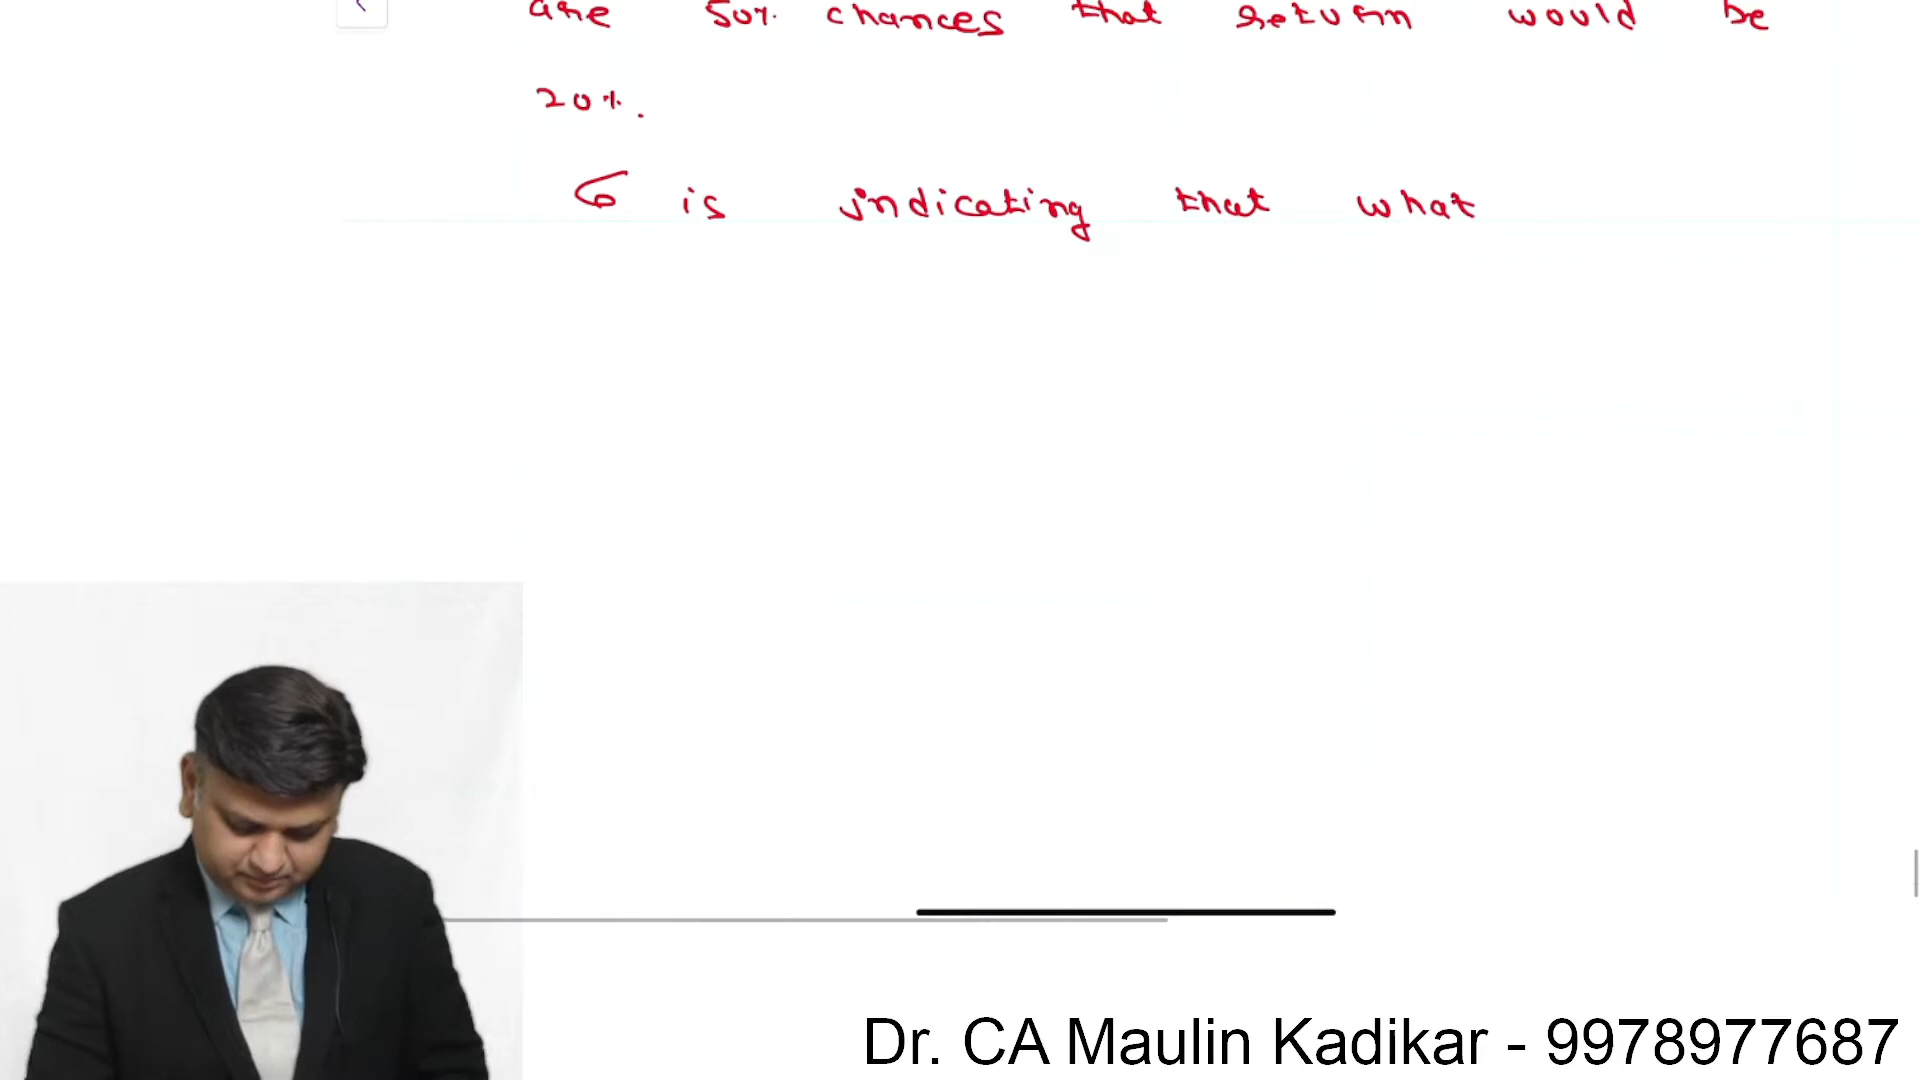 are 50% chances that return would be
20%.
σ is indicating that what
Dr. CA Maulin Kadikar - 9978977687